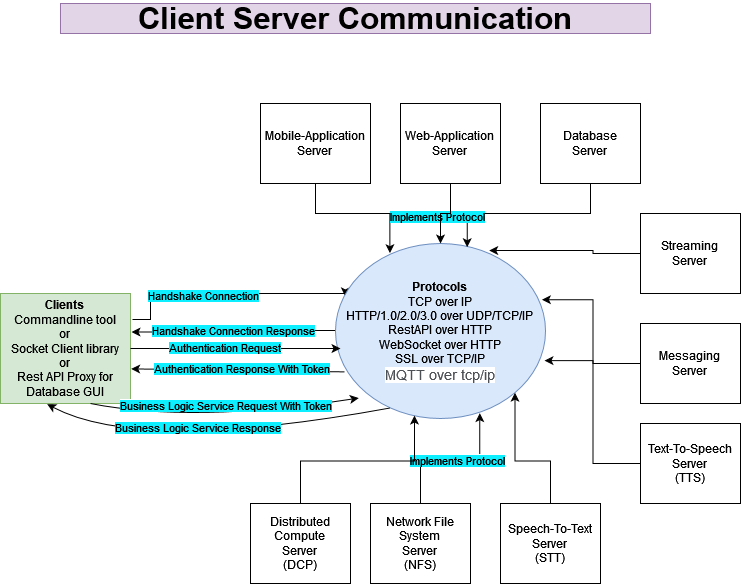 Client Server Communication
Mobile-Application
Server
Web-Application
Server
Database
Server
Implements Protocol
Streaming
Server
Handshake Connection
Protocols
TCP over IP
HTTP/1.0/2.0/3.0 over UDP/TCP/IP
RestAPI over HTTP
WebSocket over HTTP
SSL over TCP/IP
MQTT over tcp/ip
Clients
Commandline tool
or
Socket Client library
or
Rest API Proxy for
Database GUI
Handshake Connection Response
Authentication Request
Authentication Response With Token
Business Logic Service Request With Token
Business Logic Service Response
Messaging
Server
Text-To-Speech
Server
(TTS)
Implements Protocol
Distributed
Compute
Server
(DCP)
Network File
System
Server
(NFS)
Speech-To-Text
Server
(STT)